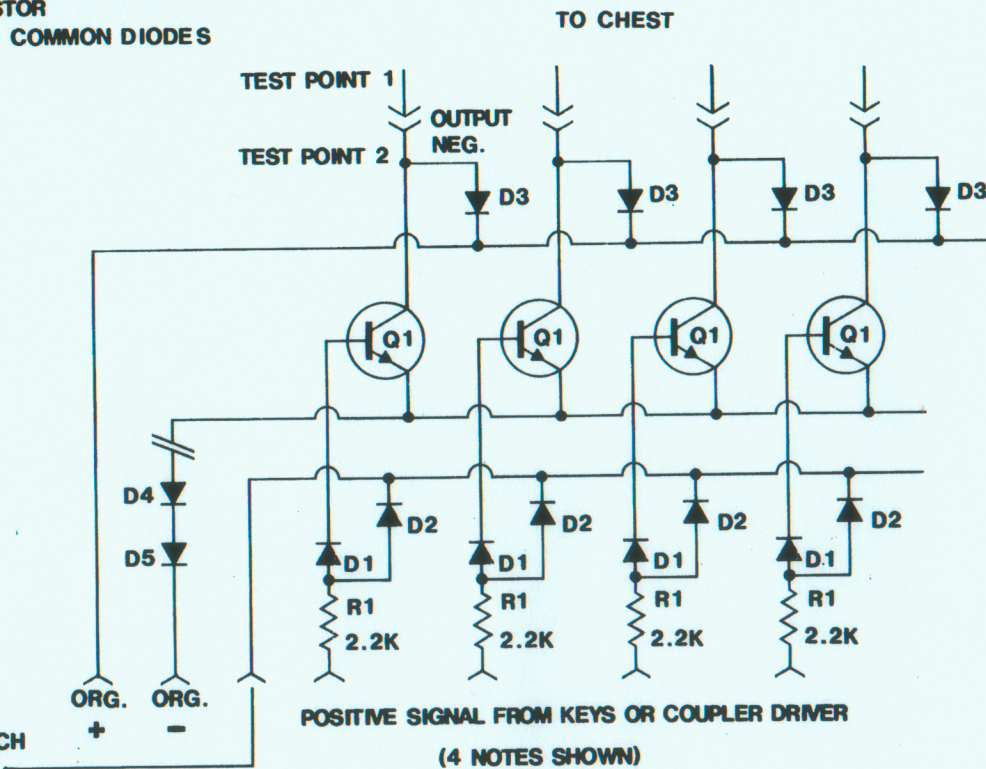 TO CHEST
COMMON DIODES
TEST POINT 1
OUTPUT
NEG.
TEST POINT 2
D3
D3
D3
D3
Q1
Q1
Q1
Q1
D4
D2
D2
D2
D2
D5
D1
D1
D1
D1
R1
R1
R1
R1
2.2K
2.2K
2.2K
2.2K
ORG.
ORG.
+
-
POSITIVE SIGNAL FROM KEYS OR COUPLER DRIVER
(4 NOTES SHOWN)